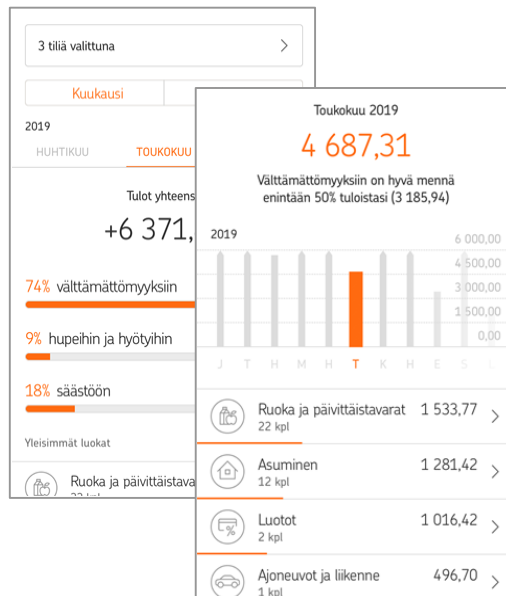 3 tiliä valittuna
Kuukausi
2019
HUHTIKUU
TOUKOKUU
Tulot yhteens
+6 371,
74% välttämättömyyksiin
9% hupeihin ja hyötyihin
18% säästöön
Yleisimmät luokat
Ruoka ja päivittäistava
Toukokuu 2019
4 687,31
Välttämättömyyksiin on hyvä mennä
enintään 50% tuloistasi (3 185,94)
2019
6 000,00
4 500,00
3 000,00
1 500,00
0,00
J T H M H T K H E S
Ruoka ja päivittäistavarat 1 533,77
22 kpl
Asuminen 1 281,42
12 kpl
Luotot 1 016,42
2 kpl
Ajoneuvot ja liikenne 496,70
1 kpl